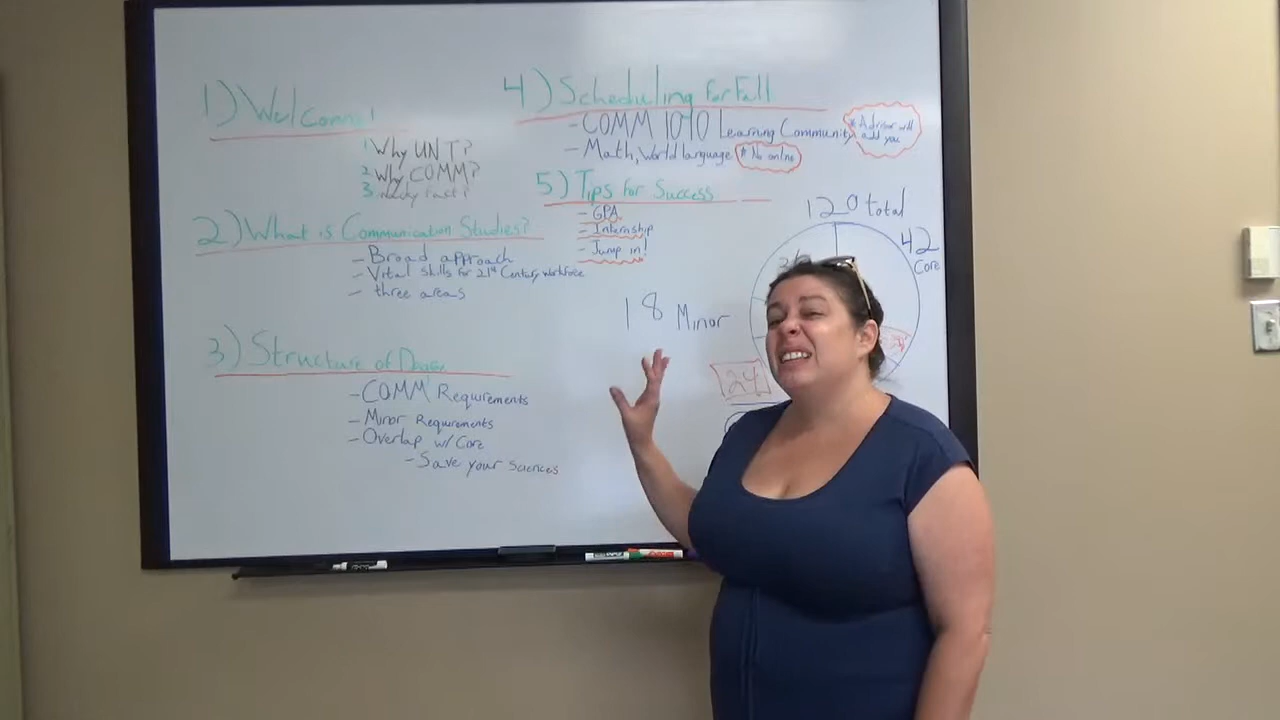 1) Welcome!
1 Why UNT?
2. Why COMM?
3.
2) What is Communication Studies?
- Broad approach
- Vital skills for 21st Century workforce
- three areas
3) Structure of Degree
- COMM Requirements
- Minor Requirements
- Overlap w/ Core
- Save your Sciences
4) Scheduling for Fall
- COMM 1010 Learning Community
* Advisor will add you
- Math, World language
* No online
5) Tips for Success
- GPA
- Internship
- Jump in!
120 total
42
Core
18 Minor
24